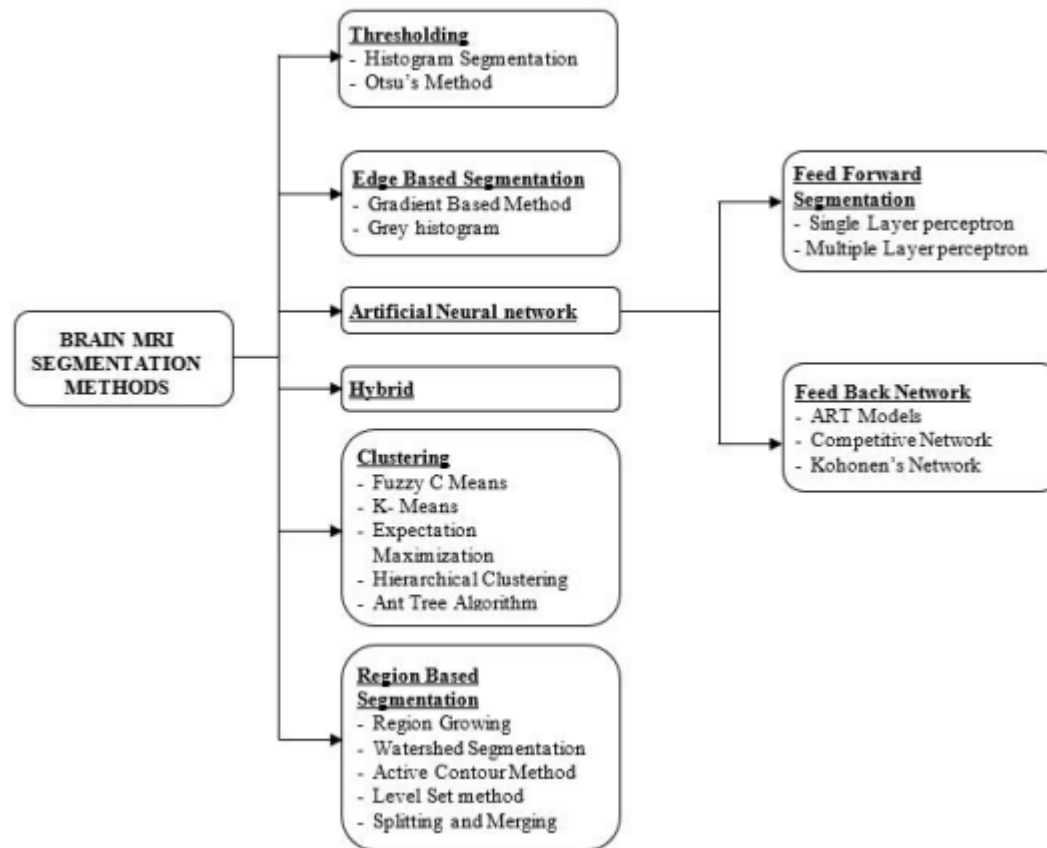 BRAIN MRI
SEGMENTATION
METHODS
Thresholding
- Histogram Segmentation
- Otsu's Method
Edge Based Segmentation
- Gradient Based Method
- Grey histogram
Artificial Neural network
Hybrid
Clustering
- Fuzzy C Means
- K- Means
- Expectation
Maximization
- Hierarchical Clustering
- Ant Tree Algorithm
Region Based
Segmentation
- Region Growing
- Watershed Segmentation
- Active Contour Method
- Level Set method
- Splitting and Merging
Feed Forward
Segmentation
- Single Layer perceptron
- Multiple Layer perceptron
Feed Back Network
- ART Models
- Competitive Network
- Kohonen's Network